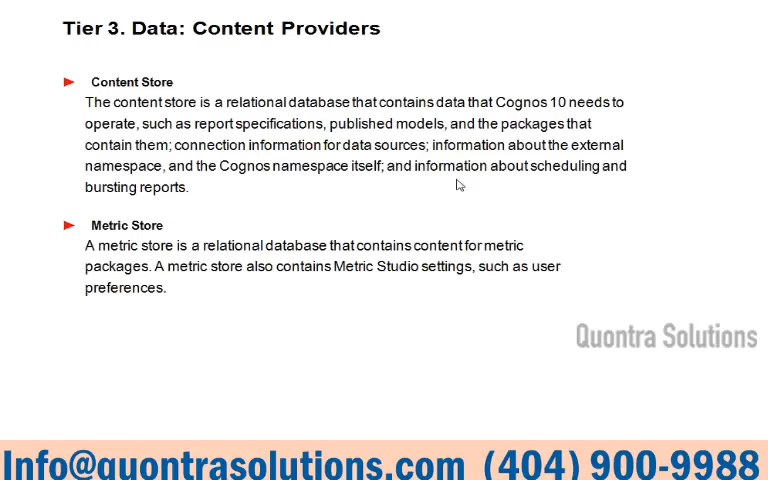 Tier 3. Data: Content Providers
Content Store
The content store is a relational database that contains data that Cognos 10 needs to
operate, such as report specifications, published models, and the packages that
contain them; connection information for data sources; information about the external
namespace, and the Cognos namespace itself; and information about scheduling and
bursting reports.
Metric Store
A metric store is a relational database that contains content for metric
packages. A metric store also contains Metric Studio settings, such as user
preferences.
Quontra Solutions
Info@quontrasolutions.com (404) 900-9988